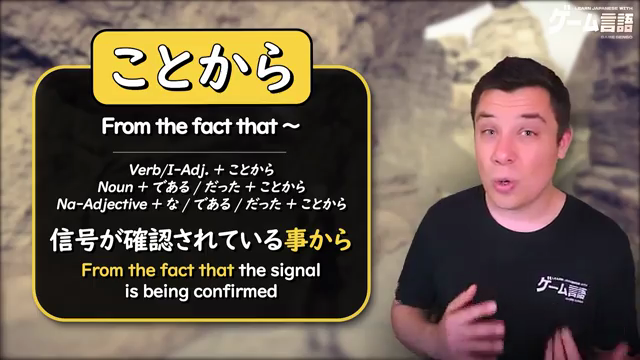 ことから
From the fact that ～
Verb/I-Adj. + ことから
Noun + である / だった + ことから
Na-Adjective + な / である / だった + ことから
信号が確認されている事から
From the fact that the signal
is being confirmed
LEARN JAPANESE WITH
ゲーム言語
ゲーム言語